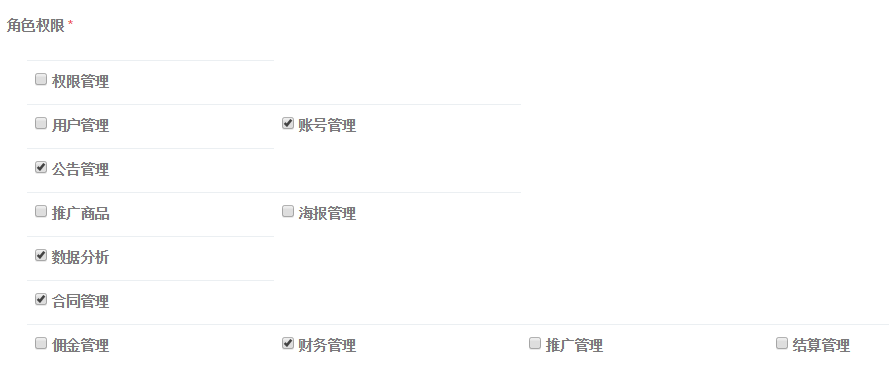 角色权限 *
权限管理
用户管理 账号管理
公告管理
推广商品 海报管理
数据分析
合同管理
佣金管理 财务管理 推广管理 结算管理